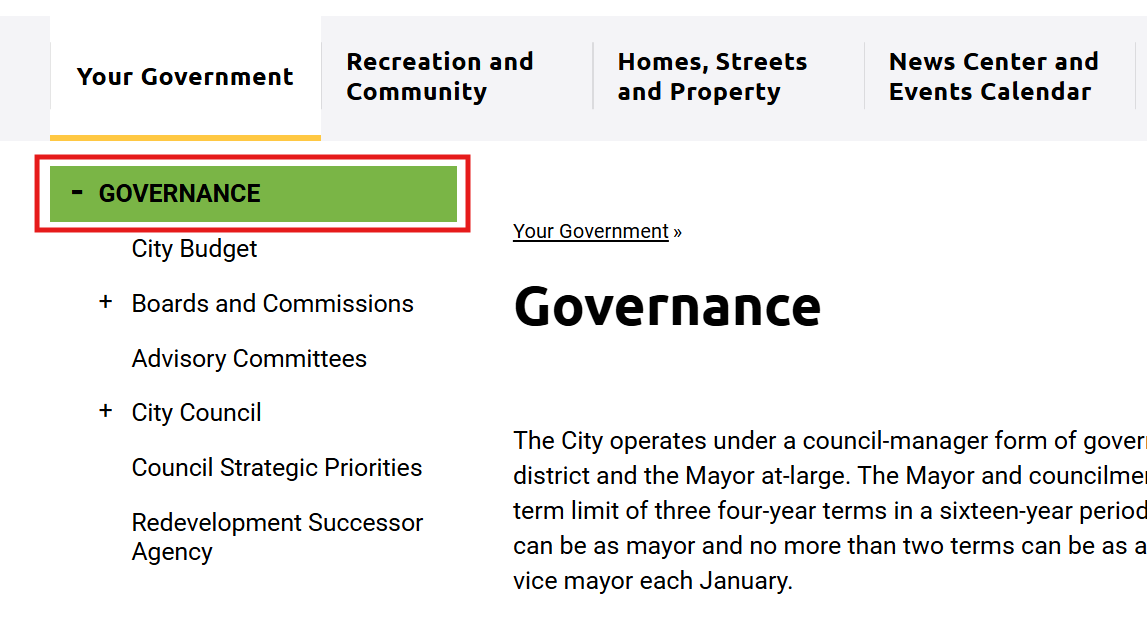 Your Government
Recreation and
Community
Homes, Streets
and Property
News Center and
Events Calendar
- GOVERNANCE
City Budget
+ Boards and Commissions
Advisory Committees
+ City Council
Council Strategic Priorities
Redevelopment Successor
Agency
Your Government »
Governance
The City operates under a council-manager form of
district and the Mayor at-large. The Mayor and
term limit of three four-year terms in a sixteen-year period
can be as mayor and no more than two terms can be as a
vice mayor each January.